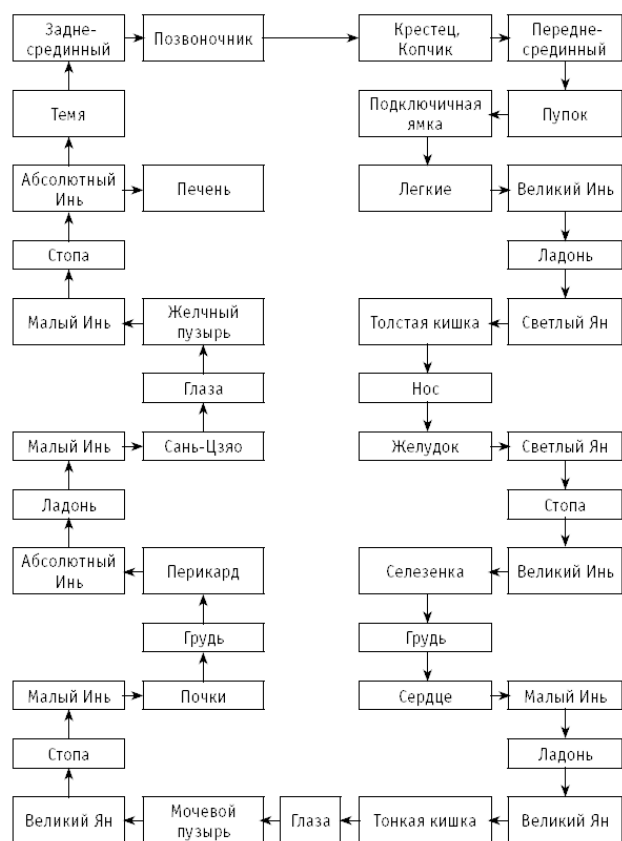 Задне-
срединный
Позвоночник
Крестец,
Копчик
Передне-
срединный
Темя
Подключичная
ямка
Пупок
Абсолютный
Инь
Печень
Легкие
Великий Инь
Стопа
Ладонь
Малый Инь
Желчный
пузырь
Толстая кишка
Светлый Ян
Глаза
Нос
Малый Инь
Сань-Цзяо
Желудок
Светлый Ян
Ладонь
Стопа
Абсолютный
Инь
Перикард
Селезенка
Великий Инь
Грудь
Грудь
Малый Инь
Почки
Сердце
Малый Инь
Стопа
Ладонь
Великий Ян
Мочевой
пузырь
Глаза
Тонкая кишка
Великий Ян